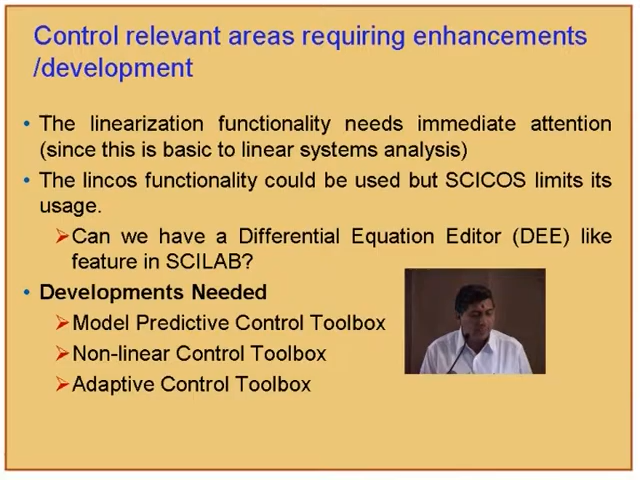 Control relevant areas requiring enhancements
/development
• The linearization functionality needs immediate attention
(since this is basic to linear systems analysis)
• The lincos functionality could be used but SCICOS limits its
usage.
➢Can we have a Differential Equation Editor (DEE) like
feature in SCILAB?
• Developments Needed
➢Model Predictive Control Toolbox
➢Non-linear Control Toolbox
➢Adaptive Control Toolbox